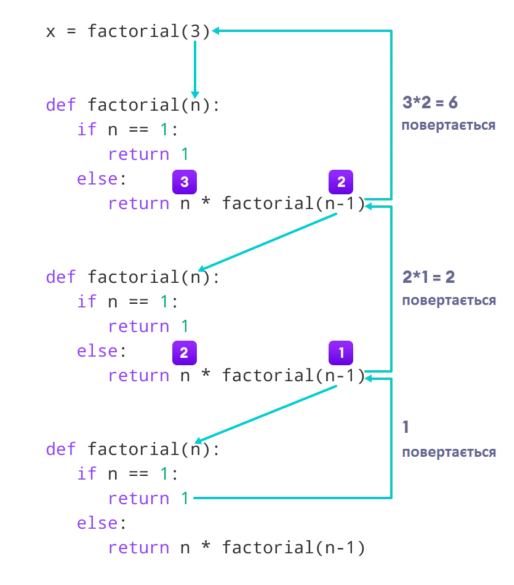 x = factorial(3)
def factorial(n):
3*2 = 6
if n == 1:
повертається
return 1
else:
3
2
return n * factorial(n-1)
def factorial(n):
2*1 = 2
if n == 1:
повертається
return 1
else:
2
1
return n * factorial(n-1)
1
def factorial(n):
повертається
if n == 1:
return 1
else:
return n * factorial(n-1)